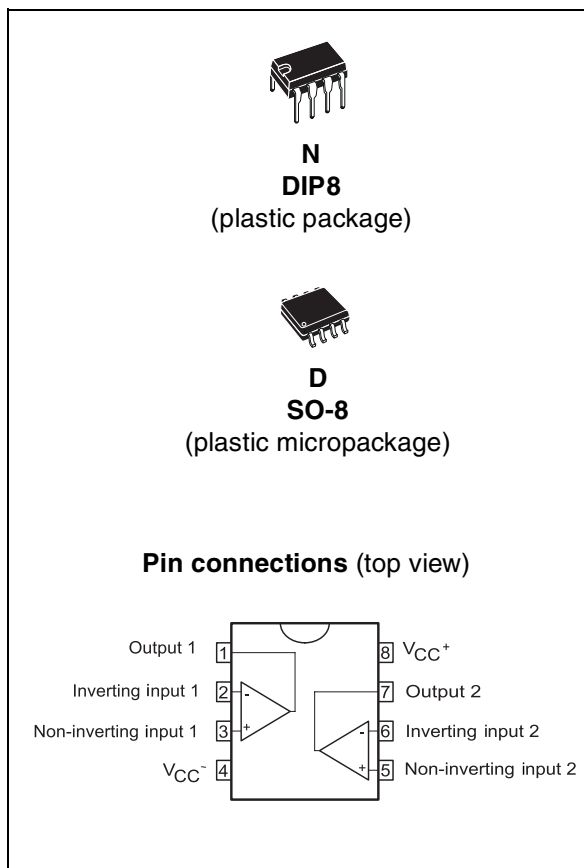 N
DIP8
(plastic package)
D
SO-8
(plastic micropackage)
Pin connections (top view)
Output 1 1 8 VCC+
Inverting input 1 2 - 7 Output 2
Non-inverting input 1 3 + - 6 Inverting input 2
VCC- 4 + 5 Non-inverting input 2